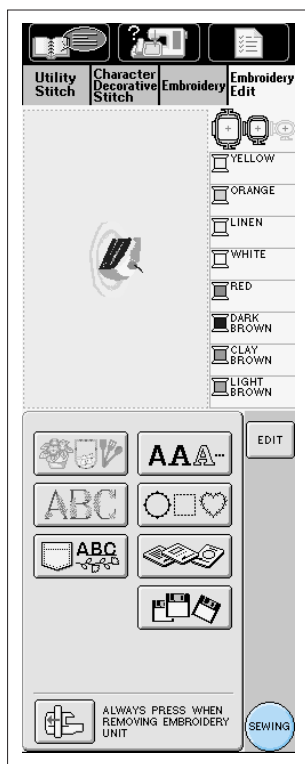 Utility
Stitch
Character
Decorative
Stitch
Embroidery
Embroidery
Edit
YELLOW
ORANGE
LINEN
WHITE
RED
DARK
BROWN
CLAY
BROWN
LIGHT
BROWN
EDIT
AAA
ABC
ABC
ALWAYS PRESS WHEN
REMOVING EMBROIDERY
UNIT
SEWING